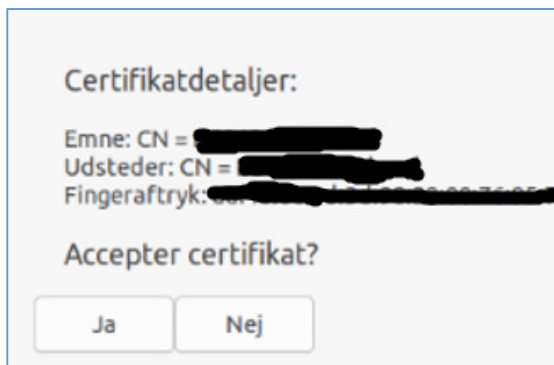 Certifikatdetaljer:
Emne: CN =
Udsteder: CN =
Fingeraftryk:
Accepter certifikat?
Ja
Nej